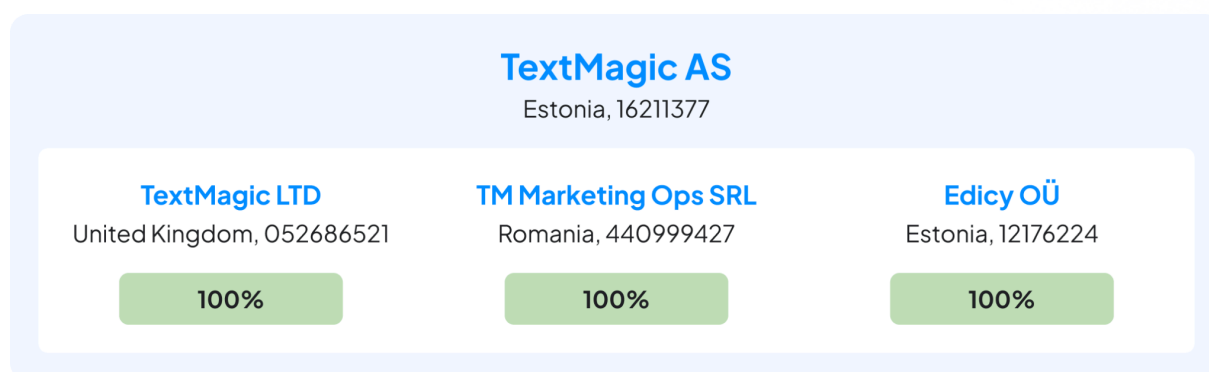 TextMagic AS
Estonia, 16211377
TextMagic LTD
United Kingdom, 052686521
100%
TM Marketing Ops SRL
Romania, 440999427
100%
Edicy OÜ
Estonia, 12176224
100%